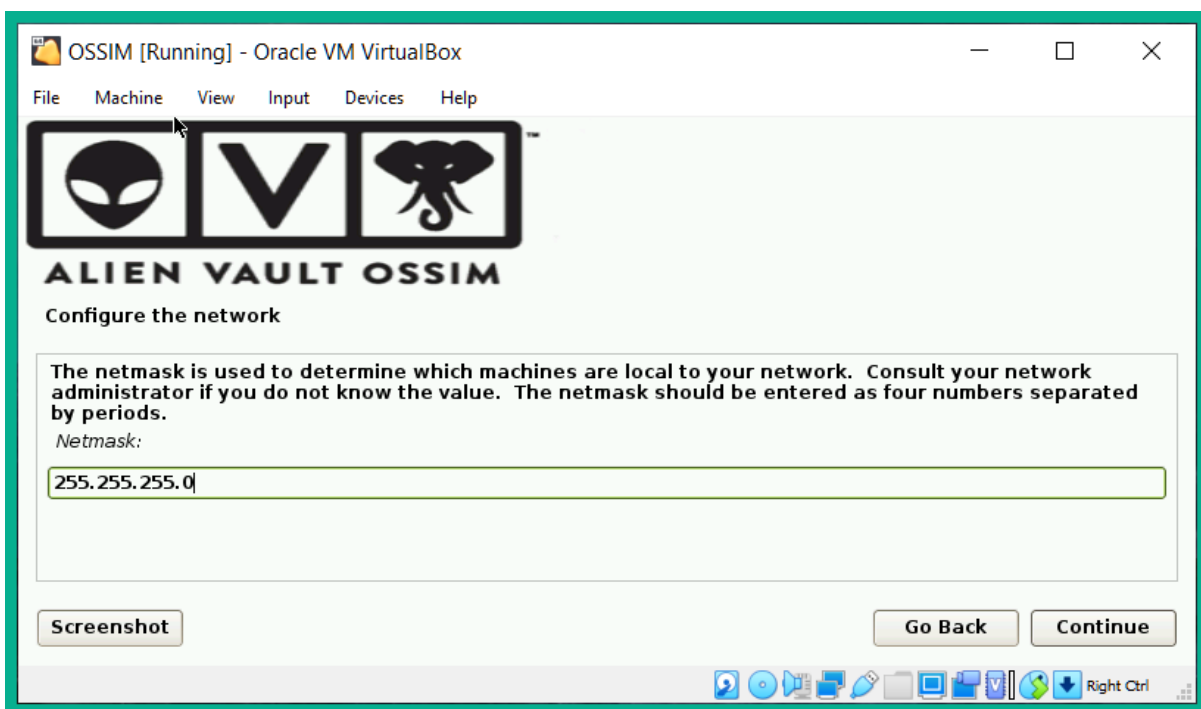 OSSIM [Running] - Oracle VM VirtualBox
File Machine View Input Devices Help
V
™
ALIEN VAULT OSSIM
Configure the network
The netmask is used to determine which machines are local to your network. Consult your network
administrator if you do not know the value. The netmask should be entered as four numbers separated
by periods.
Netmask:
255.255.255.0
Screenshot Go Back Continue
Right Ctrl